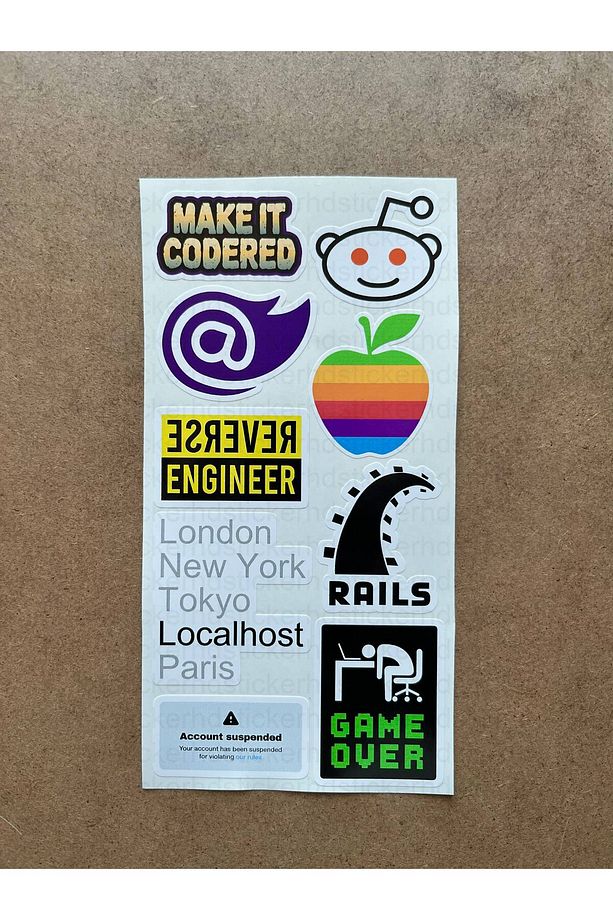 MAKE IT
CODERED
@
REVERSE
ENGINEER
London
New York
Tokyo
Localhost
Paris
Account suspended
Your account has been suspended
for violating our rules.
RAILS
GAME
OVER